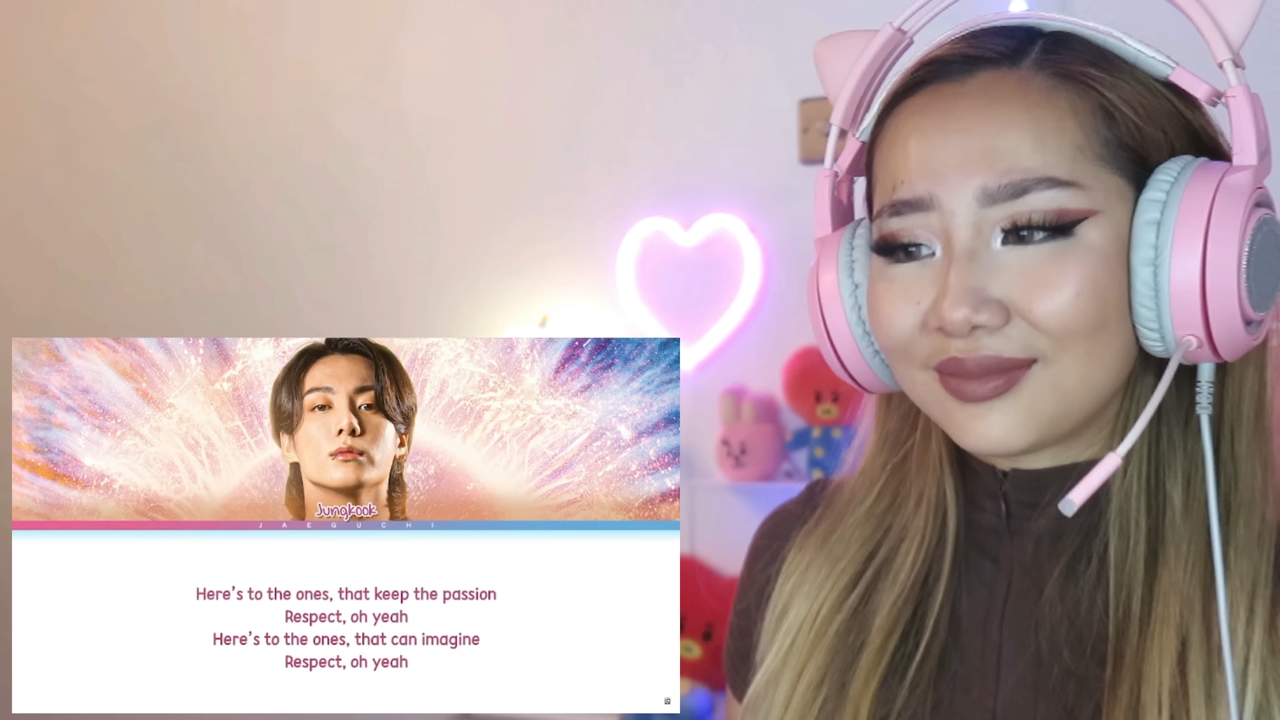 Jungkook
JAEGUCHI
Here's to the ones, that keep the passion
Respect, oh yeah
Here's to the ones, that can imagine
Respect, oh yeah